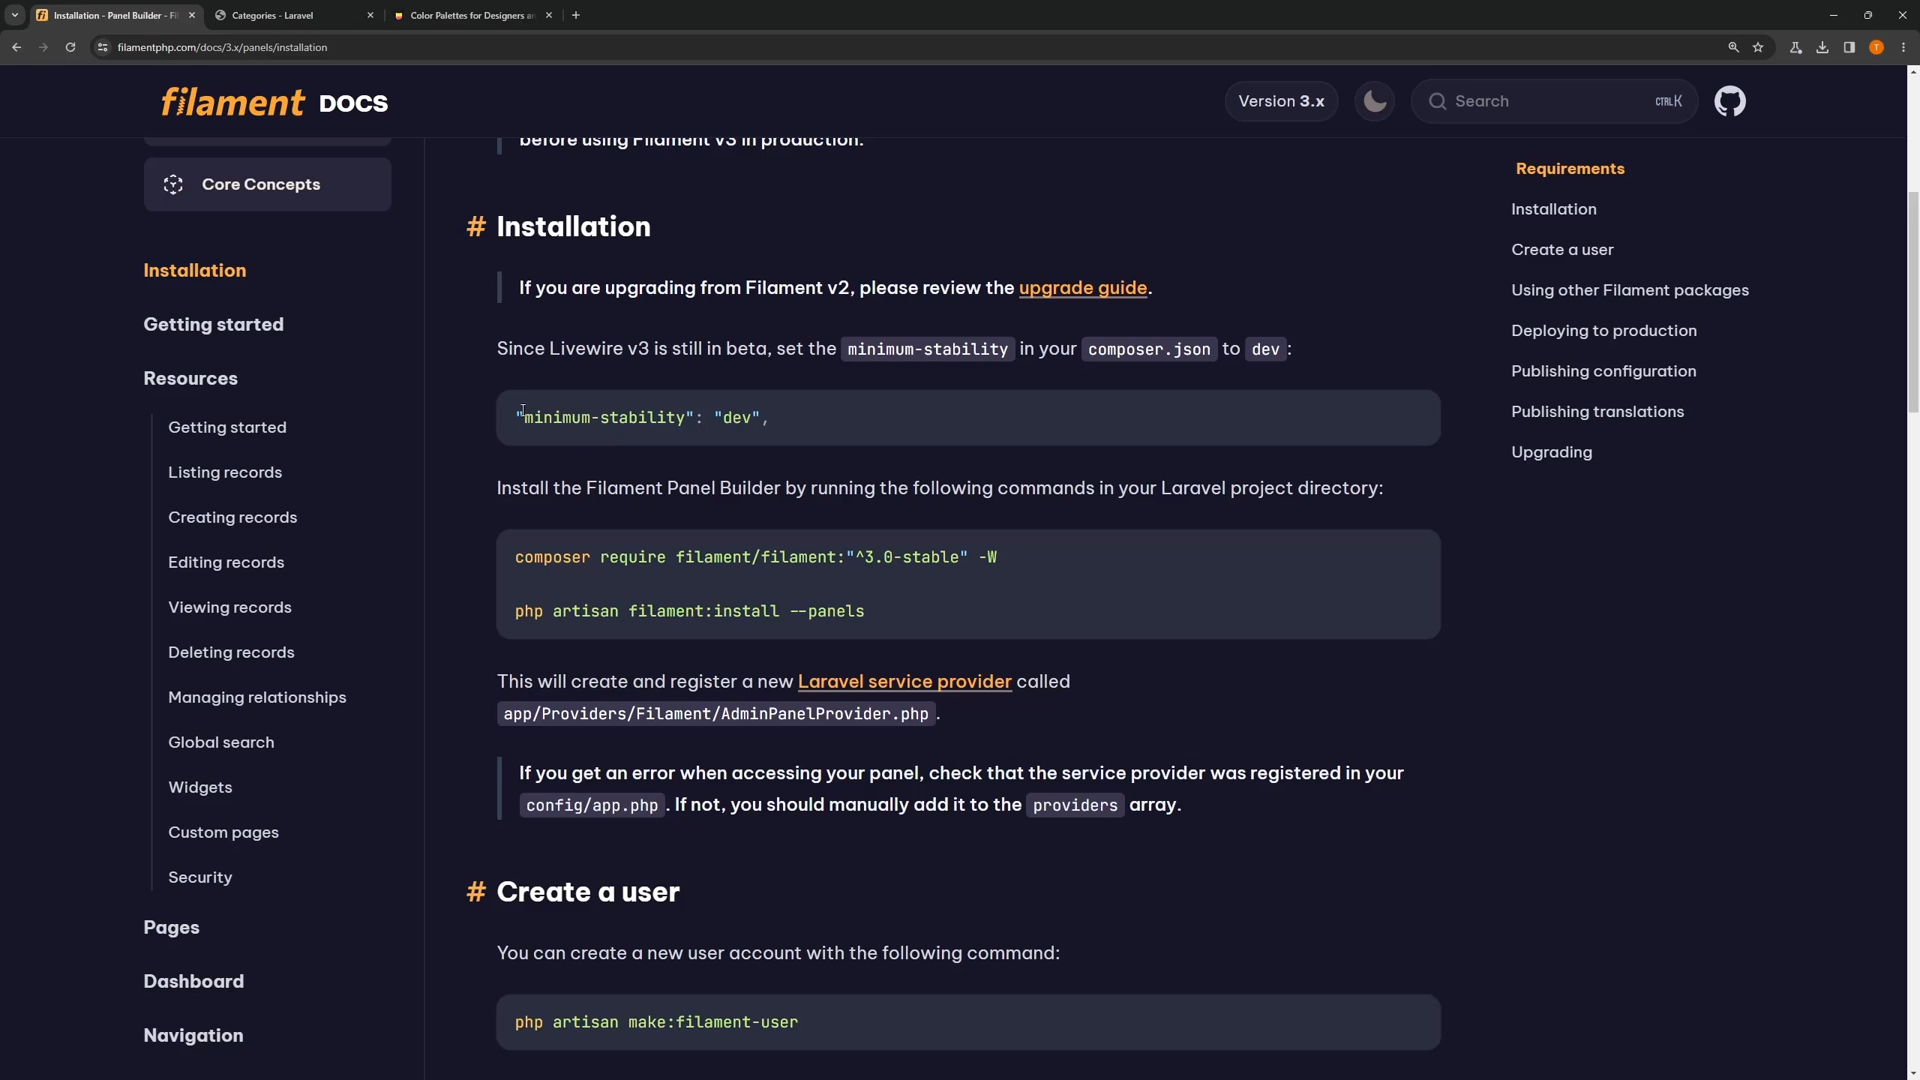 Installation - Panel Builder - Fi
Categories - Laravel
Color Palettes for Designers an
filamentphp.com/docs/3.x/panels/installation
T
filament DOCS
Version 3.x
Search
CTRL K
Core Concepts
Installation
Getting started
Resources
Getting started
Listing records
Creating records
Editing records
Viewing records
Deleting records
Managing relationships
Global search
Widgets
Custom pages
Security
Pages
Dashboard
Navigation
before using Filament v3 in production.
# Installation
If you are upgrading from Filament v2, please review the upgrade guide.
Since Livewire v3 is still in beta, set the minimum-stability in your composer.json to dev:
"minimum-stability": "dev",
Install the Filament Panel Builder by running the following commands in your Laravel project directory:
composer require filament/filament:"^3.0-stable" -W
php artisan filament:install --panels
This will create and register a new Laravel service provider called
app/Providers/Filament/AdminPanelProvider.php.
If you get an error when accessing your panel, check that the service provider was registered in your
config/app.php. If not, you should manually add it to the providers array.
# Create a user
You can create a new user account with the following command:
php artisan make:filament-user
Requirements
Installation
Create a user
Using other Filament packages
Deploying to production
Publishing configuration
Publishing translations
Upgrading